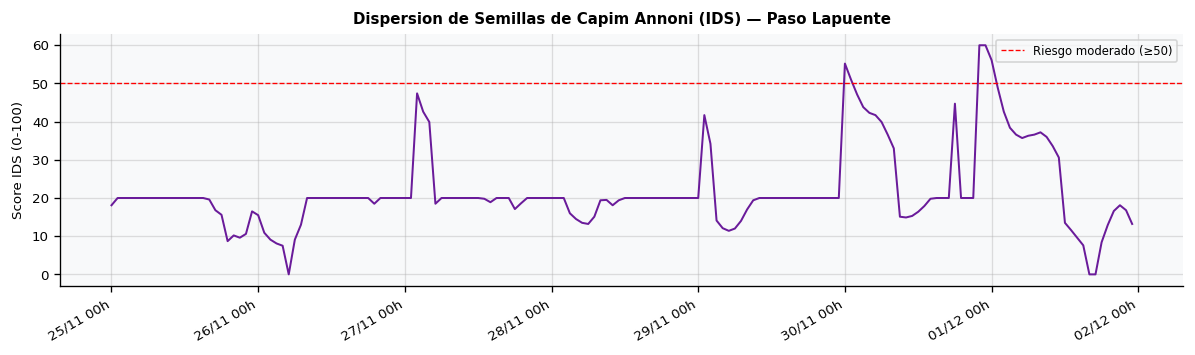 Dispersion de Semillas de Capim Annoni (IDS) — Paso Lapuente
Riesgo moderado (≥50)
Score IDS (0-100)
60
50
40
30
20
10
0
25/11 00h
26/11 00h
27/11 00h
28/11 00h
29/11 00h
30/11 00h
01/12 00h
02/12 00h